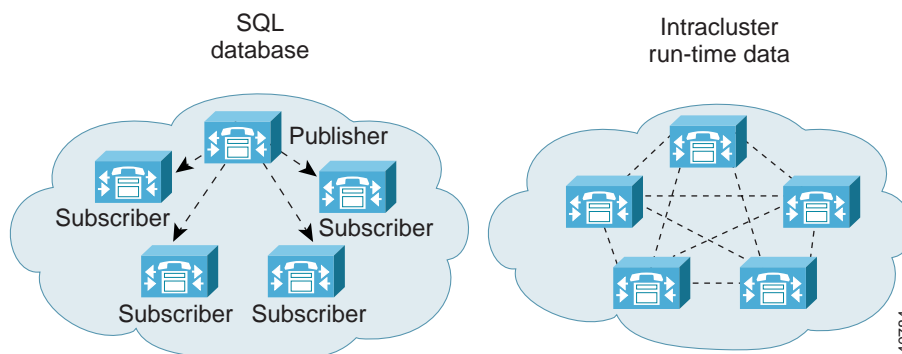 SQL
database
Intracluster
run-time data
Publisher
Subscriber
Subscriber
Subscriber
Subscriber